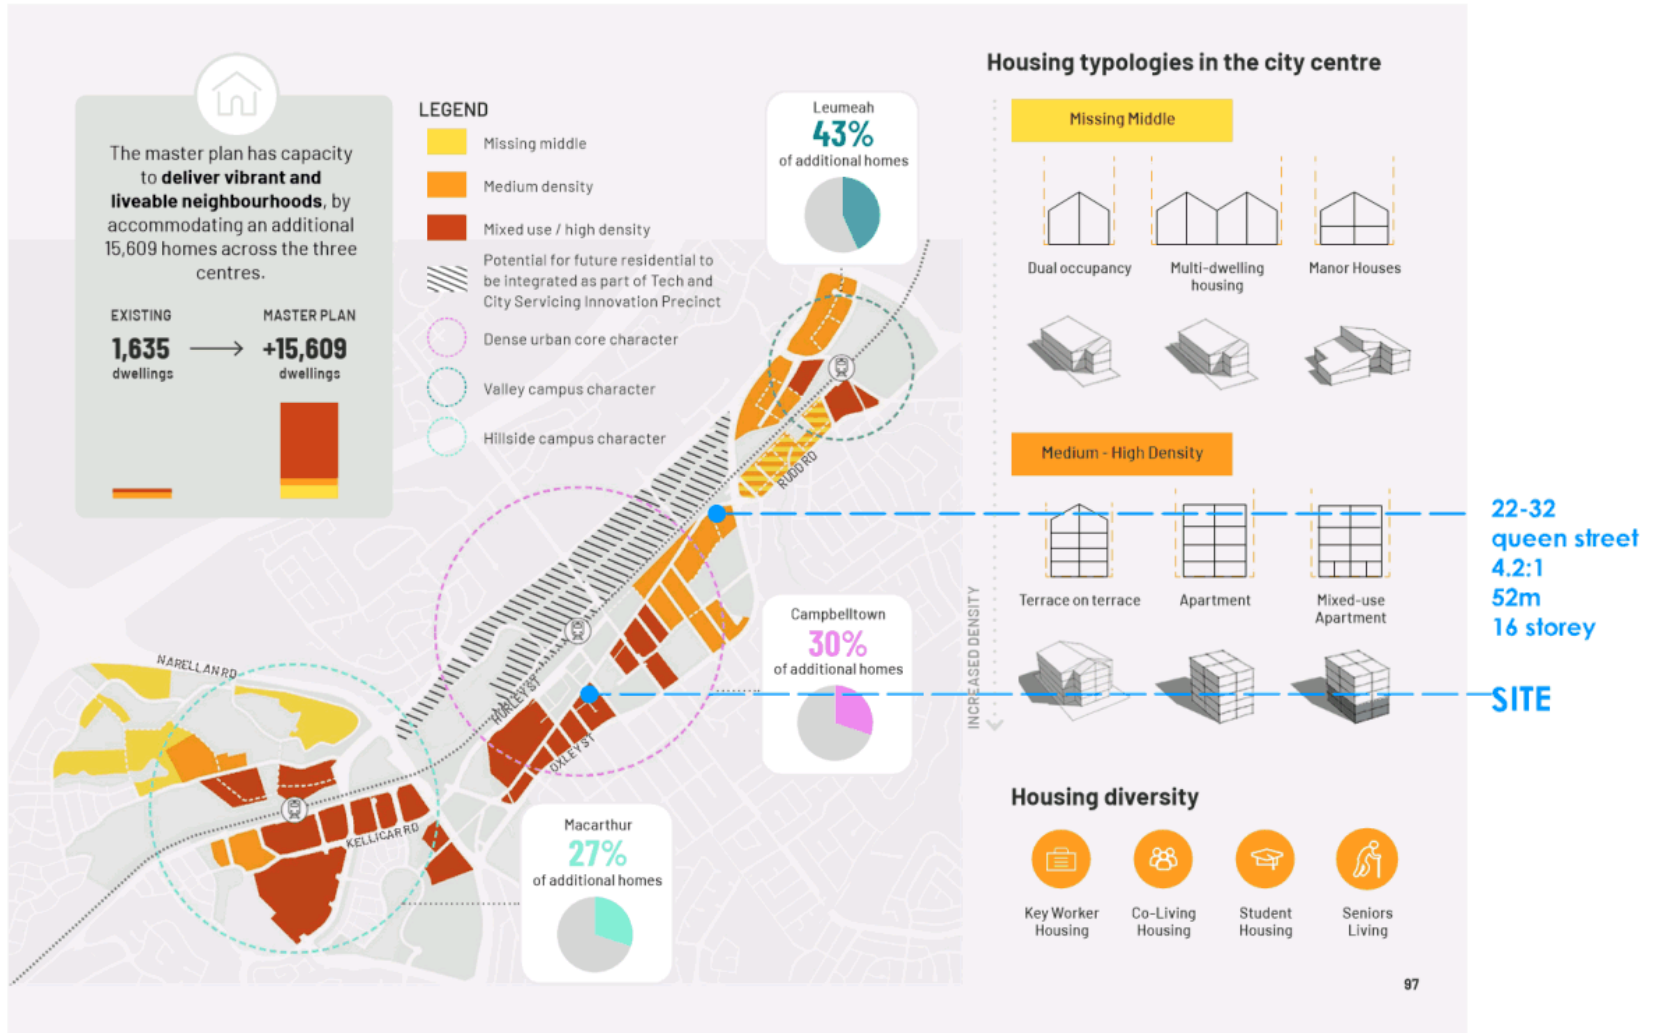 The master plan has capacity
to deliver vibrant and
liveable neighbourhoods, by
accommodating an additional
15,609 homes across the three
centres.
EXISTING
MASTER PLAN
1,635
+15,609
dwellings
dwellings
LEGEND
Missing middle
Medium density
Mixed use / high density
Potential for future residential to
be integrated as part of Tech and
City Servicing Innovation Precinct
Dense urban core character
Valley campus character
Hillside campus character
Leumeah
43%
of additional homes
RUDD RD
NARELLAN RD
HURLEY ST
OXLEY ST
KELLICAR RD
Campbelltown
30%
of additional homes
Macarthur
27%
of additional homes
Housing typologies in the city centre
INCREASED DENSITY
Missing Middle
Dual occupancy
Multi-dwelling
housing
Manor Houses
Medium - High Density
Terrace on terrace
Apartment
Mixed-use
Apartment
Housing diversity
Key Worker
Housing
Co-Living
Housing
Student
Housing
Seniors
Living
97
22-32
queen street
4.2:1
52m
16 storey
SITE